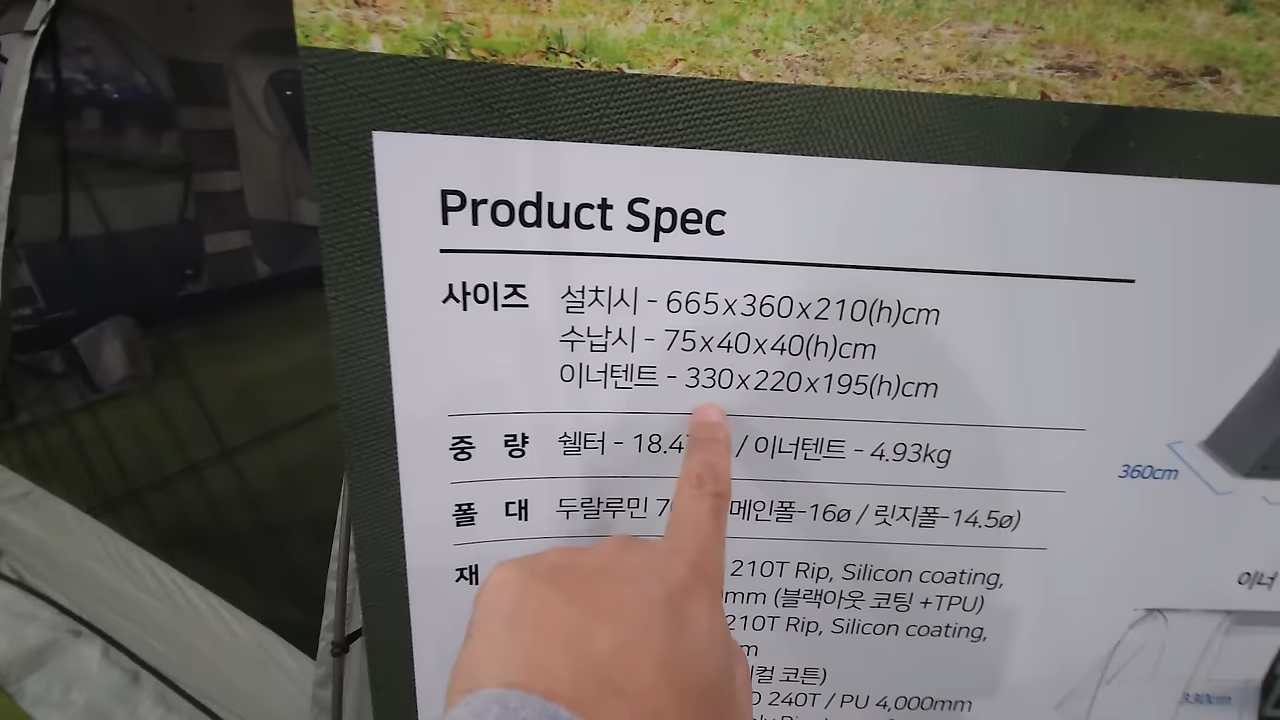 Product Spec
사이즈 설치시 - 665x360x210(h)cm
수납시 - 75x40x40(h)cm
이너텐트 - 330x220x195(h)cm
중 량 쉘터 - 18.4 / 이너텐트 - 4.93kg
폴 대 두랄루민 메인폴-16ø / 릿지폴-14.5ø)
재 210T Rip, Silicon coating,
mm (블랙아웃 코팅 +TPU)
210T Rip, Silicon coating,
코튼)
240T / PU 4,000mm
360cm
이너
330cm